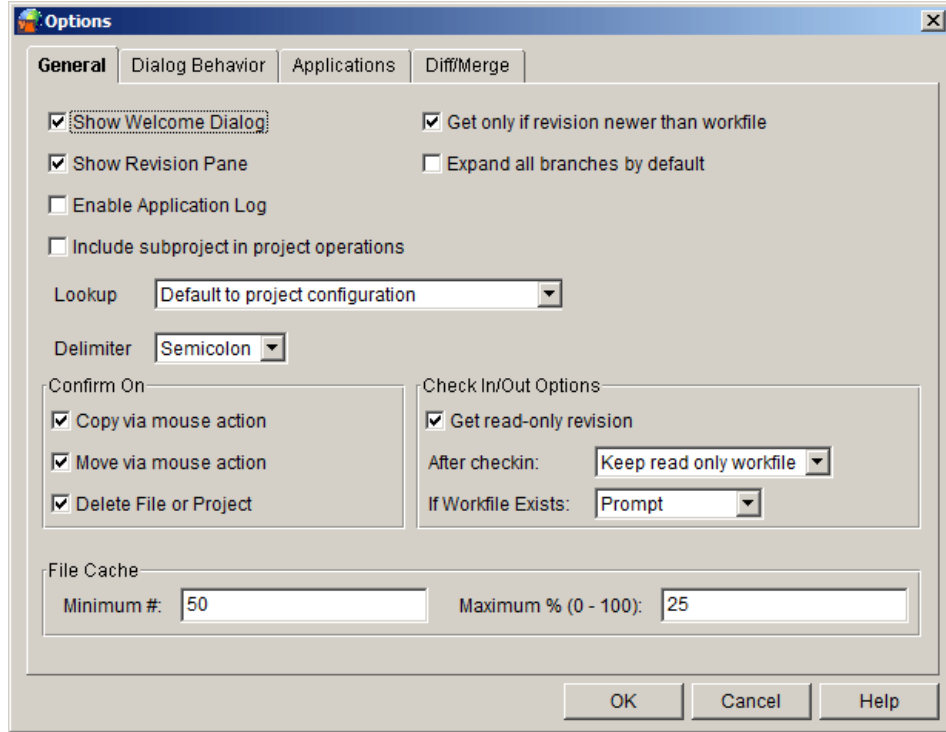 Options
General Dialog Behavior Applications Diff/Merge
Show Welcome Dialog Get only if revision newer than workfile
Show Revision Pane Expand all branches by default
Enable Application Log
Include subproject in project operations
Lookup Default to project configuration
Delimiter Semicolon
Confirm On
Copy via mouse action
Move via mouse action
Delete File or Project
Check In/Out Options
Get read-only revision
After checkin: Keep read only workfile
If Workfile Exists: Prompt
File Cache
Minimum #: 50 Maximum % (0 - 100): 25
OK Cancel Help